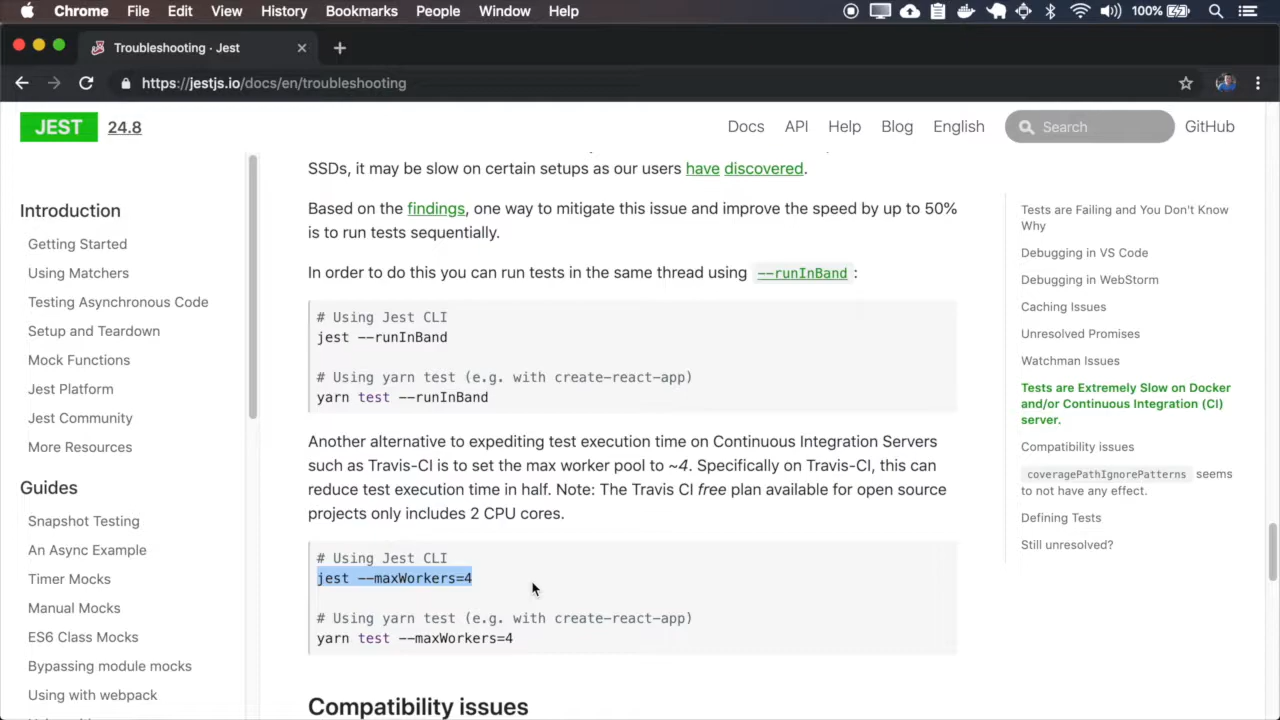 Chrome File Edit View History Bookmarks People Window Help 100%
Troubleshooting · Jest
https://jestjs.io/docs/en/troubleshooting
JEST 24.8 Docs API Help Blog English Search GitHub
Introduction
Getting Started
Using Matchers
Testing Asynchronous Code
Setup and Teardown
Mock Functions
Jest Platform
Jest Community
More Resources
Guides
Snapshot Testing
An Async Example
Timer Mocks
Manual Mocks
ES6 Class Mocks
Bypassing module mocks
Using with webpack
SSDs, it may be slow on certain setups as our users have discovered.
Based on the findings, one way to mitigate this issue and improve the speed by up to 50%
is to run tests sequentially.
In order to do this you can run tests in the same thread using --runInBand :
# Using Jest CLI
jest --runInBand
# Using yarn test (e.g. with create-react-app)
yarn test --runInBand
Another alternative to expediting test execution time on Continuous Integration Servers
such as Travis-CI is to set the max worker pool to ~4. Specifically on Travis-CI, this can
reduce test execution time in half. Note: The Travis CI free plan available for open source
projects only includes 2 CPU cores.
# Using Jest CLI
jest --maxWorkers=4
# Using yarn test (e.g. with create-react-app)
yarn test --maxWorkers=4
Compatibility issues
Tests are Failing and You Don't Know
Why
Debugging in VS Code
Debugging in WebStorm
Caching Issues
Unresolved Promises
Watchman Issues
Tests are Extremely Slow on Docker
and/or Continuous Integration (CI)
server.
Compatibility issues
coveragePathIgnorePatterns seems
to not have any effect.
Defining Tests
Still unresolved?